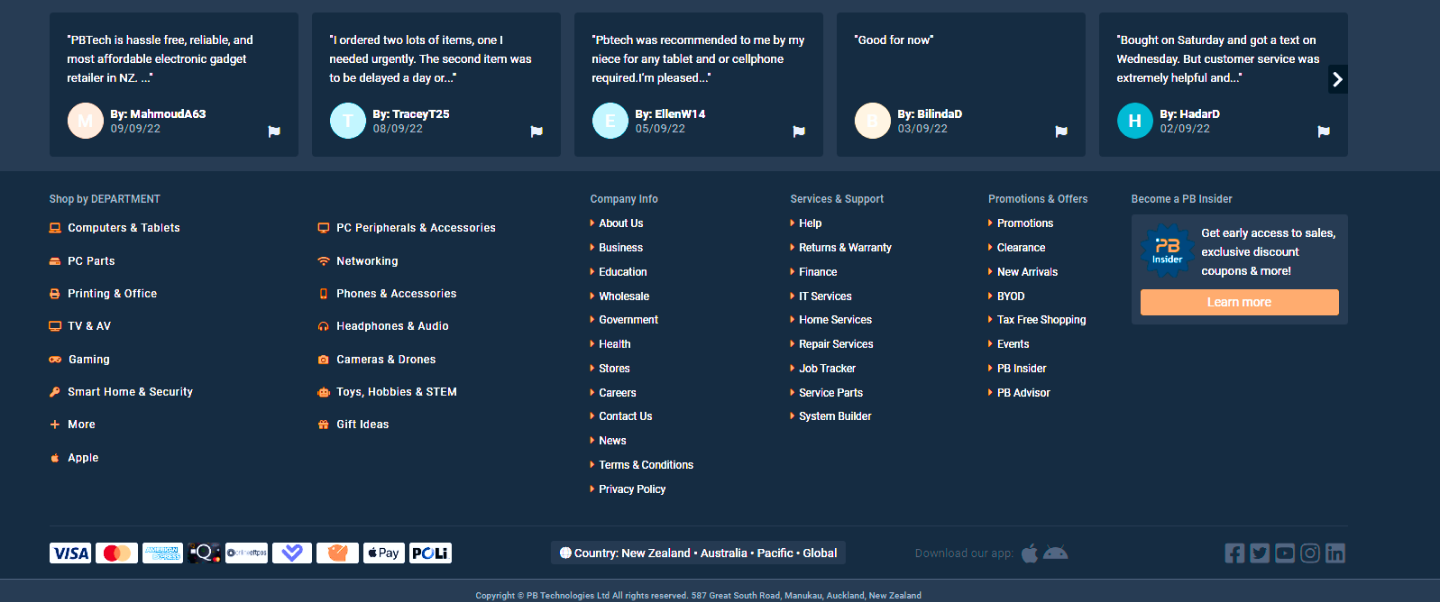 "PBTech is hassle free, reliable, and
most affordable electronic gadget
retailer in NZ. ..."
M
By: MahmoudA63
09/09/22
"I ordered two lots of items, one I
needed urgently. The second item was
to be delayed a day or..."
T
By: TraceyT25
08/09/22
"Pbtech was recommended to me by my
niece for any tablet and or cellphone
required.I'm pleased..."
E
By: EllenW14
05/09/22
"Good for now"
B
By: BilindaD
03/09/22
"Bought on Saturday and got a text on
Wednesday. But customer service was
extremely helpful and..."
H
By: HadarD
02/09/22
Shop by DEPARTMENT
Computers & Tablets
PC Parts
Printing & Office
TV & AV
Gaming
Smart Home & Security
More
Apple
PC Peripherals & Accessories
Networking
Phones & Accessories
Headphones & Audio
Cameras & Drones
Toys, Hobbies & STEM
Gift Ideas
Company Info
About Us
Business
Education
Wholesale
Government
Health
Stores
Careers
Contact Us
News
Terms & Conditions
Privacy Policy
Services & Support
Help
Returns & Warranty
Finance
IT Services
Home Services
Repair Services
Job Tracker
Service Parts
System Builder
Promotions & Offers
Promotions
Clearance
New Arrivals
BYOD
Tax Free Shopping
Events
PB Insider
PB Advisor
Become a PB Insider
PB
Insider
Get early access to sales,
exclusive discount
coupons & more!
Learn more
VISA
Pay
POLi
Country: New Zealand • Australia • Pacific • Global
Download our app:
Copyright © PB Technologies Ltd All rights reserved. 587 Great South Road, Manukau, Auckland, New Zealand